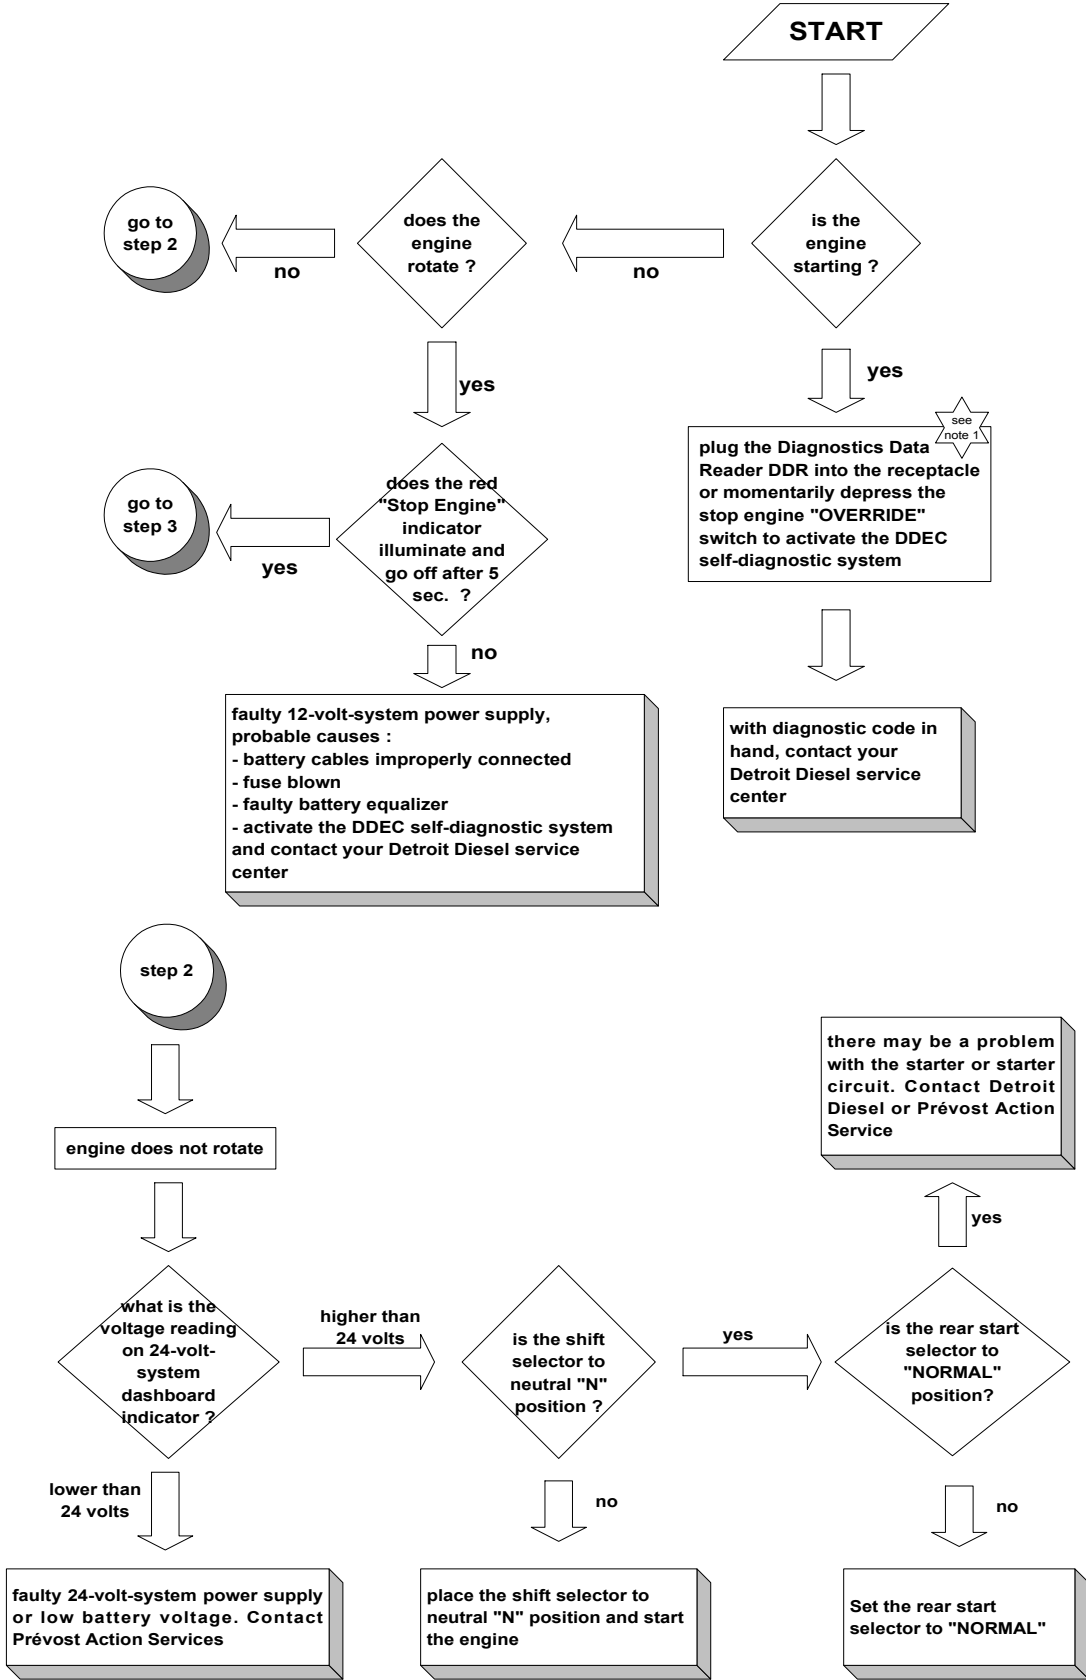 START
is the
engine
starting ?
no
does the
engine
rotate ?
no
go to
step 2
yes
yes
see
note 1
plug the Diagnostics Data
Reader DDR into the receptacle
or momentarily depress the
stop engine "OVERRIDE"
switch to activate the DDEC
self-diagnostic system
does the red
"Stop Engine"
indicator
illuminate and
go off after 5
sec. ?
yes
go to
step 3
no
faulty 12-volt-system power supply,
probable causes :
- battery cables improperly connected
- fuse blown
- faulty battery equalizer
- activate the DDEC self-diagnostic system
and contact your Detroit Diesel service
center
with diagnostic code in
hand, contact your
Detroit Diesel service
center
step 2
engine does not rotate
what is the
voltage reading
on 24-volt-
system
dashboard
indicator ?
higher than
24 volts
is the shift
selector to
neutral "N"
position ?
yes
is the rear start
selector to
"NORMAL"
position?
yes
there may be a problem
with the starter or starter
circuit. Contact Detroit
Diesel or Prévost Action
Service
lower than
24 volts
no
no
faulty 24-volt-system power supply
or low battery voltage. Contact
Prévost Action Services
place the shift selector to
neutral "N" position and start
the engine
Set the rear start
selector to "NORMAL"